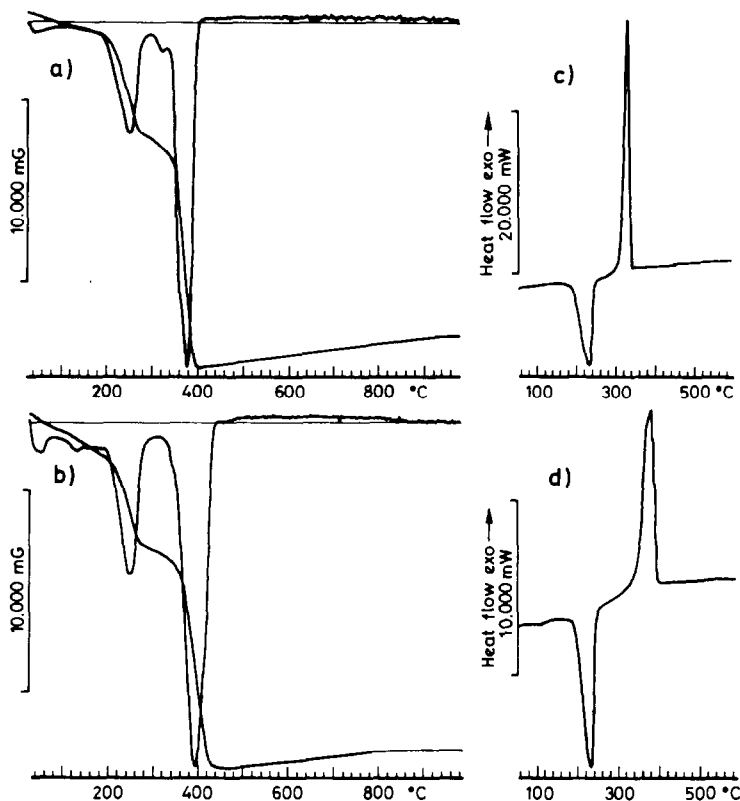 a)
10.000 mG
200 400 600 800 °C
c)
Heat flow exo →
20.000 mW
100 300 500 °C
b)
10.000 mG
200 400 600 800 °C
d)
Heat flow exo →
10.000 mW
100 300 500 °C